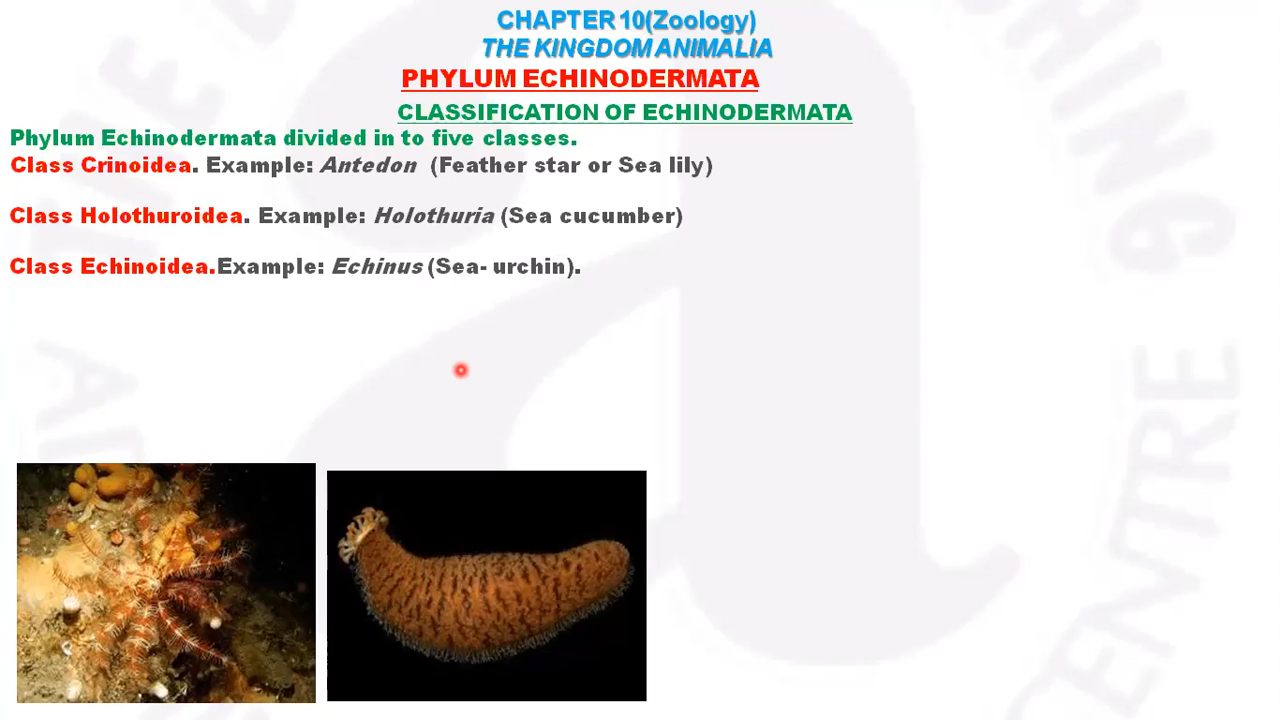 CHAPTER 10(Zoology)
THE KINGDOM ANIMALIA
PHYLUM ECHINODERMATA
CLASSIFICATION OF ECHINODERMATA
Phylum Echinodermata divided in to five classes.
Class Crinoidea. Example: Antedon (Feather star or Sea lily)
Class Holothuroidea. Example: Holothuria (Sea cucumber)
Class Echinoidea.Example: Echinus (Sea- urchin).